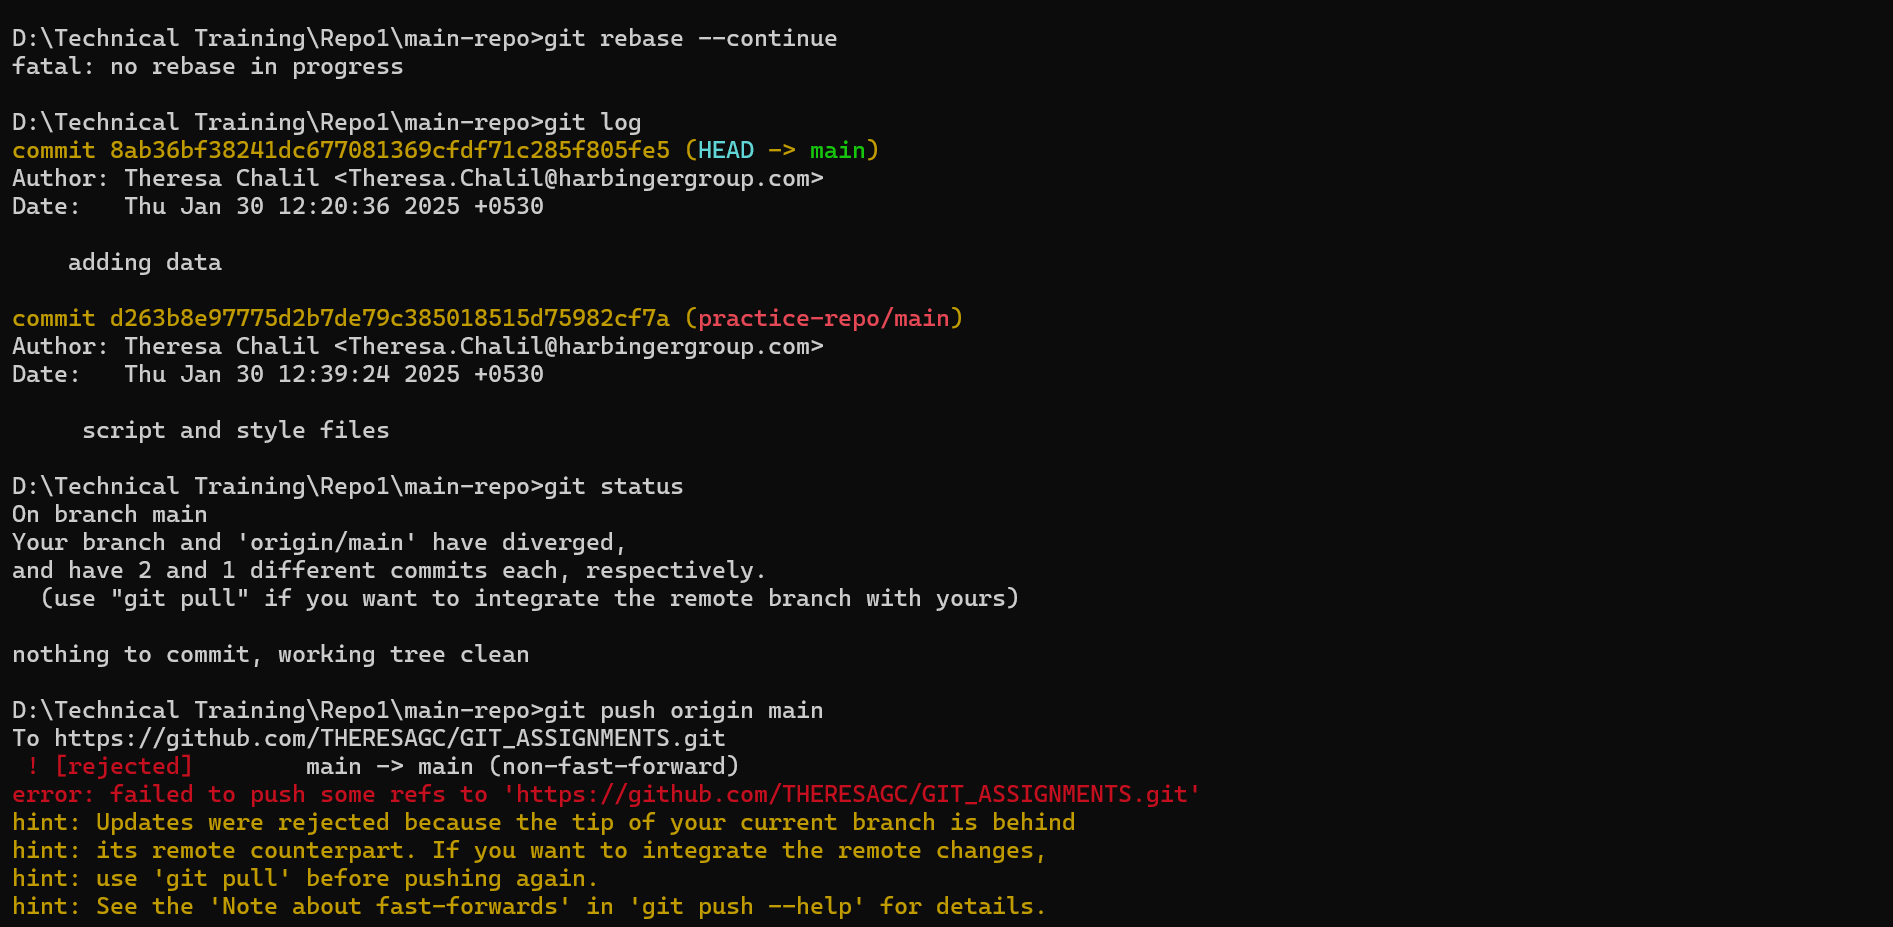 D:\Technical Training\Repo1\main-repo>git rebase --continue
fatal: no rebase in progress
D:\Technical Training\Repo1\main-repo>git log
commit 8ab36bf38241dc677081369cfdf71c285f805fe5 (HEAD -> main)
Author: Theresa Chalil <Theresa.Chalil@harbingergroup.com>
Date:   Thu Jan 30 12:20:36 2025 +0530
    adding data
commit d263b8e97775d2b7de79c385018515d75982cf7a (practice-repo/main)
Author: Theresa Chalil <Theresa.Chalil@harbingergroup.com>
Date:   Thu Jan 30 12:39:24 2025 +0530
     script and style files
D:\Technical Training\Repo1\main-repo>git status
On branch main
Your branch and 'origin/main' have diverged,
and have 2 and 1 different commits each, respectively.
  (use "git pull" if you want to integrate the remote branch with yours)
nothing to commit, working tree clean
D:\Technical Training\Repo1\main-repo>git push origin main
To https://github.com/THERESAGC/GIT_ASSIGNMENTS.git
 ! [rejected]        main -> main (non-fast-forward)
error: failed to push some refs to 'https://github.com/THERESAGC/GIT_ASSIGNMENTS.git'
hint: Updates were rejected because the tip of your current branch is behind
hint: its remote counterpart. If you want to integrate the remote changes,
hint: use 'git pull' before pushing again.
hint: See the 'Note about fast-forwards' in 'git push --help' for details.